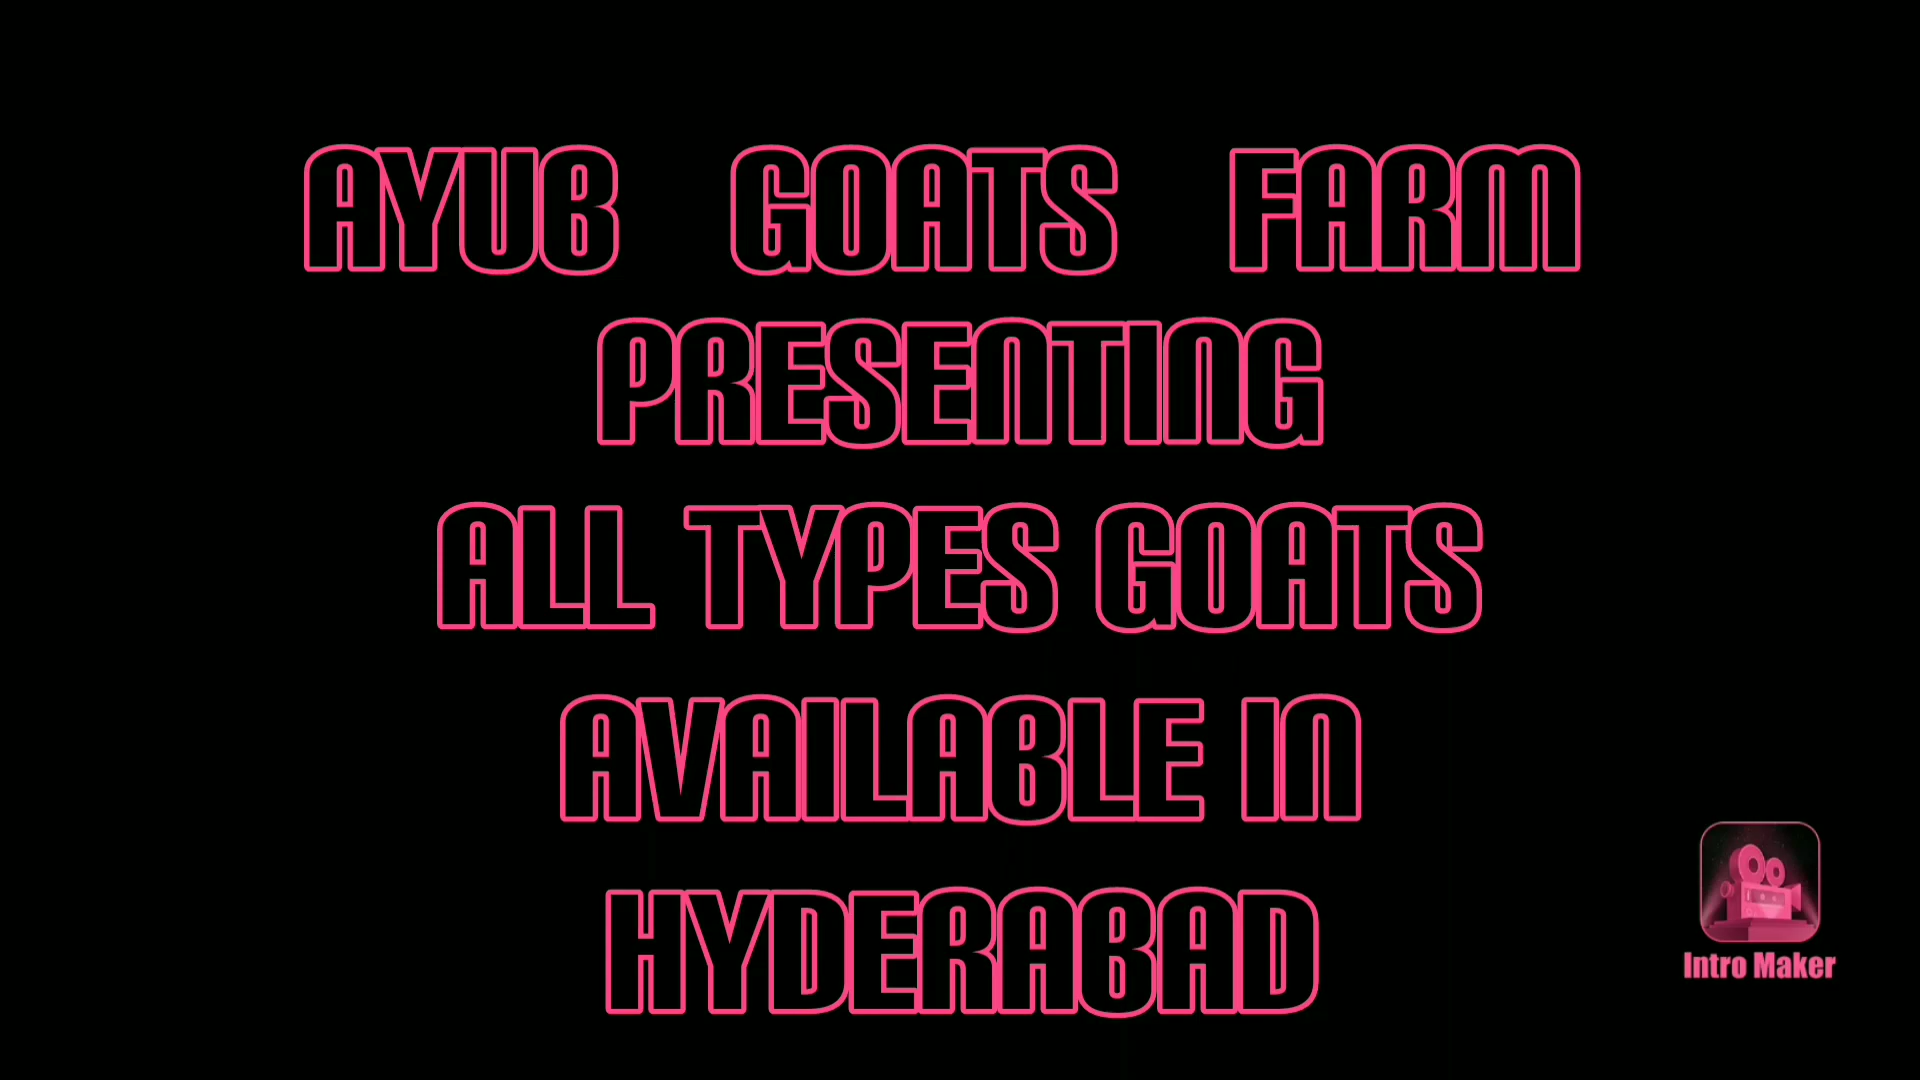 AYUB GOATS FARM
PRESENTING
ALL TYPES GOATS
AVAILABLE IN
HYDERABAD
Intro Maker